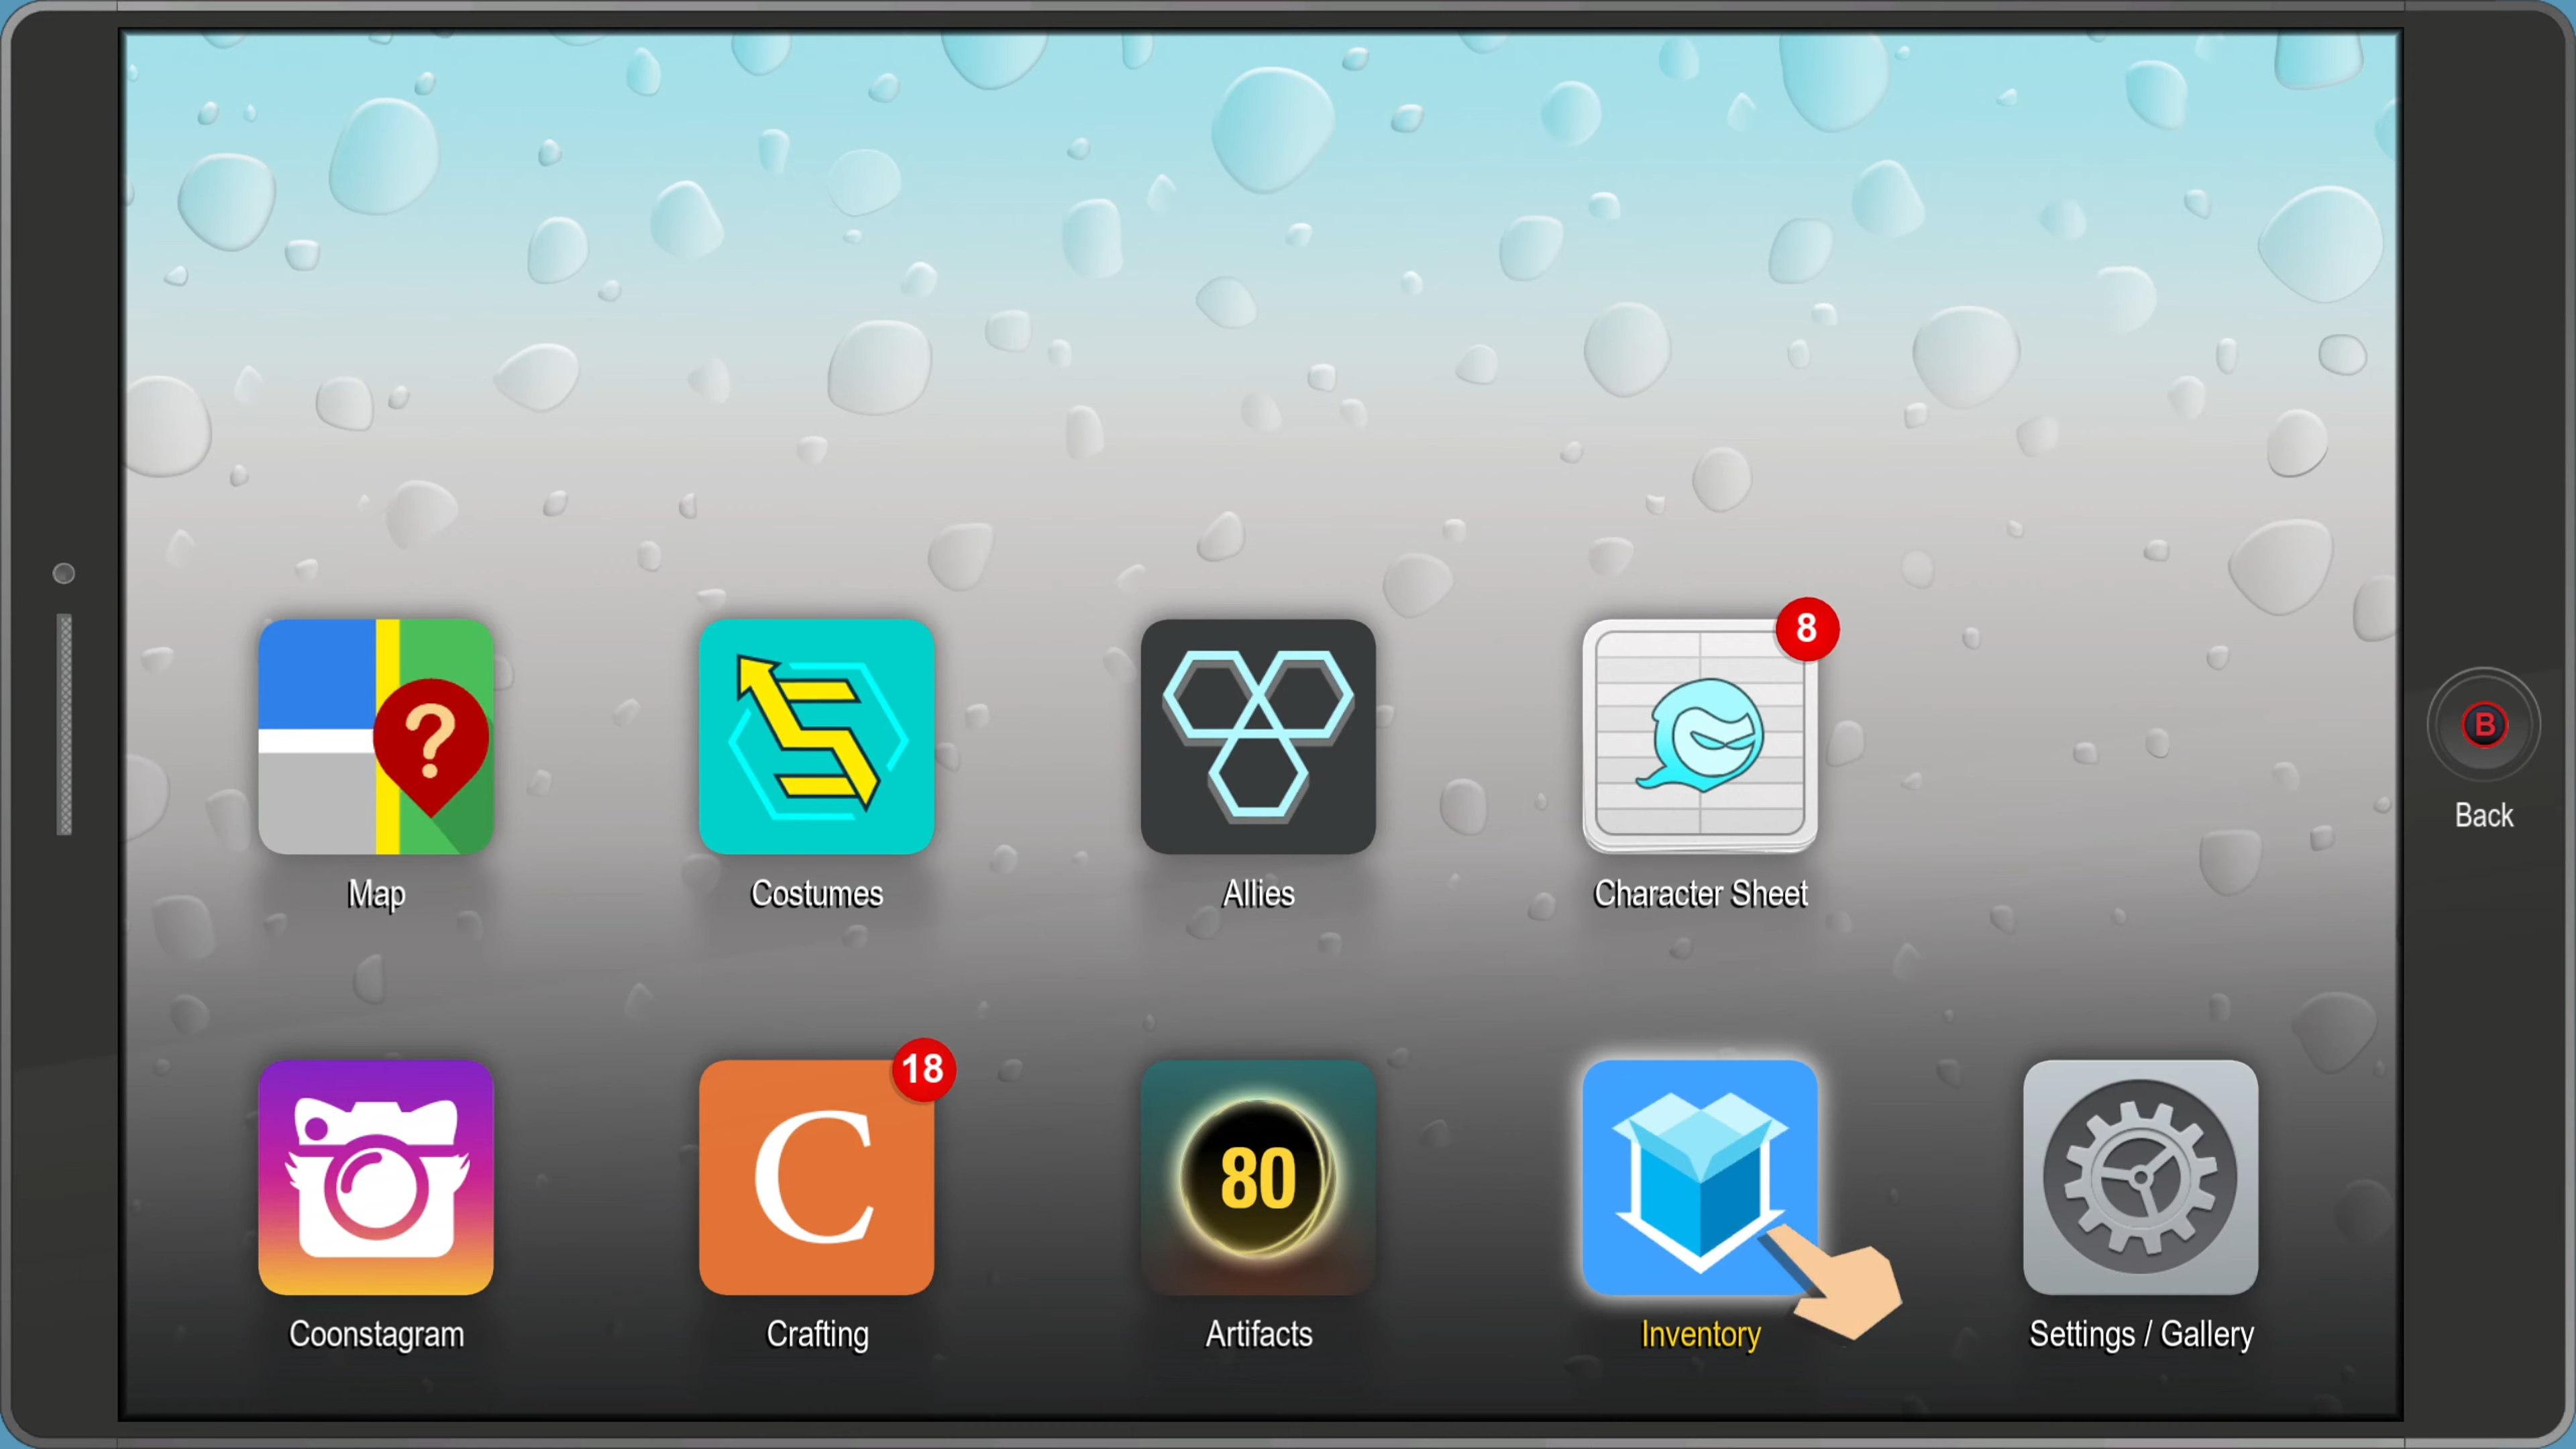 8
?
Map
Costumes
Allies
Character Sheet
B
Back
18
C
80
Coonstagram
Crafting
Artifacts
Inventory
Settings / Gallery